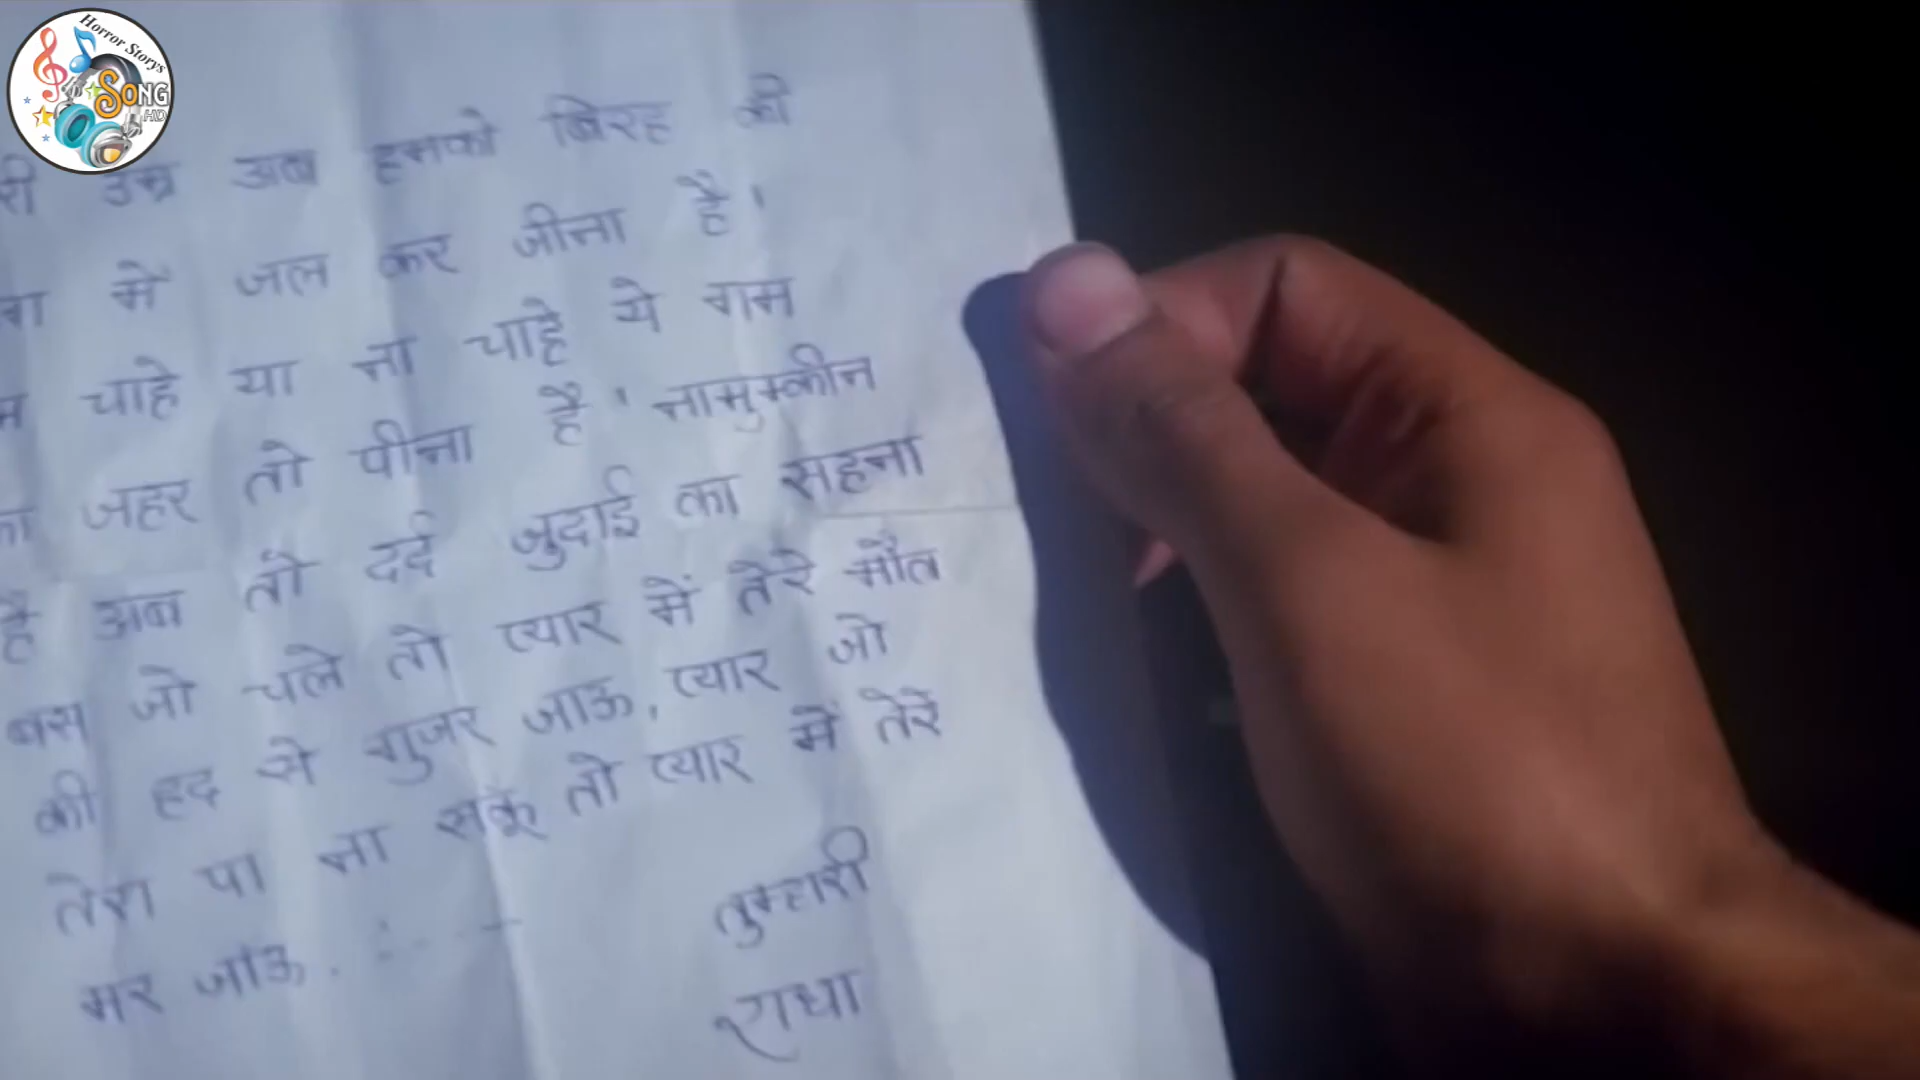 Horror Storys
HD SONG HD
री उम्र अब हमको बिरह की
में जल कर जीना है'
चाहे या ना चाहे ये गम
का जहर तो पीना है' नामुस्कीन
है अब तो दर्द जुदाई का सहना
बस जो चले तो प्यार में तेरे मौत
की हद से गुजर जाऊ, प्यार जो
तेरा पा ना सकूं तो प्यार में तेरे
मर जाऊ. :...-
तुम्हारी
राधा